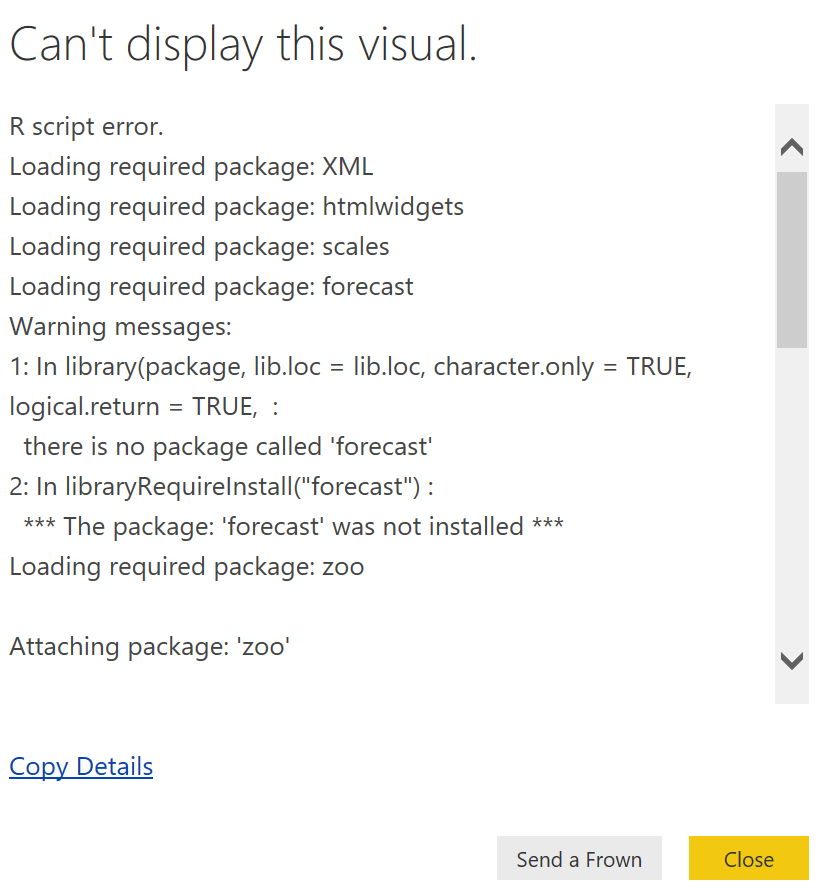 Can't display this visual.
R script error.
Loading required package: XML
Loading required package: htmlwidgets
Loading required package: scales
Loading required package: forecast
Warning messages:
1: In library(package, lib.loc = lib.loc, character.only = TRUE,
logical.return = TRUE,  :
  there is no package called 'forecast'
2: In libraryRequireInstall("forecast") :
  *** The package: 'forecast' was not installed ***
Loading required package: zoo

Attaching package: 'zoo'
Copy Details
Send a Frown
Close